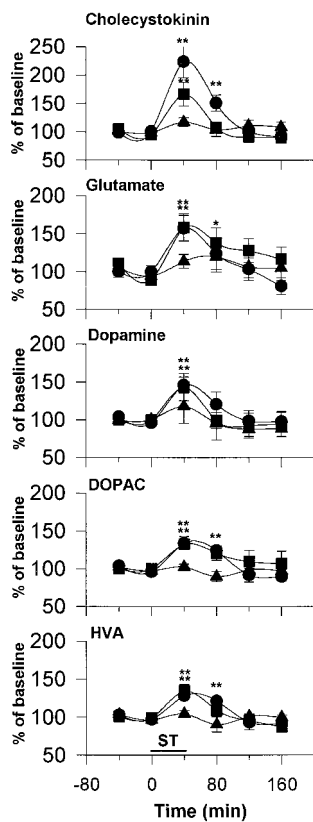 Cholecystokinin
% of baseline
250
200
150
100
50
**
**
**
Glutamate
% of baseline
200
150
100
50
**
**
*
Dopamine
% of baseline
200
150
100
50
**
**
DOPAC
% of baseline
200
150
100
50
**
**
**
HVA
% of baseline
200
150
100
50
**
**
**
ST
-80 0 80 160
Time (min)